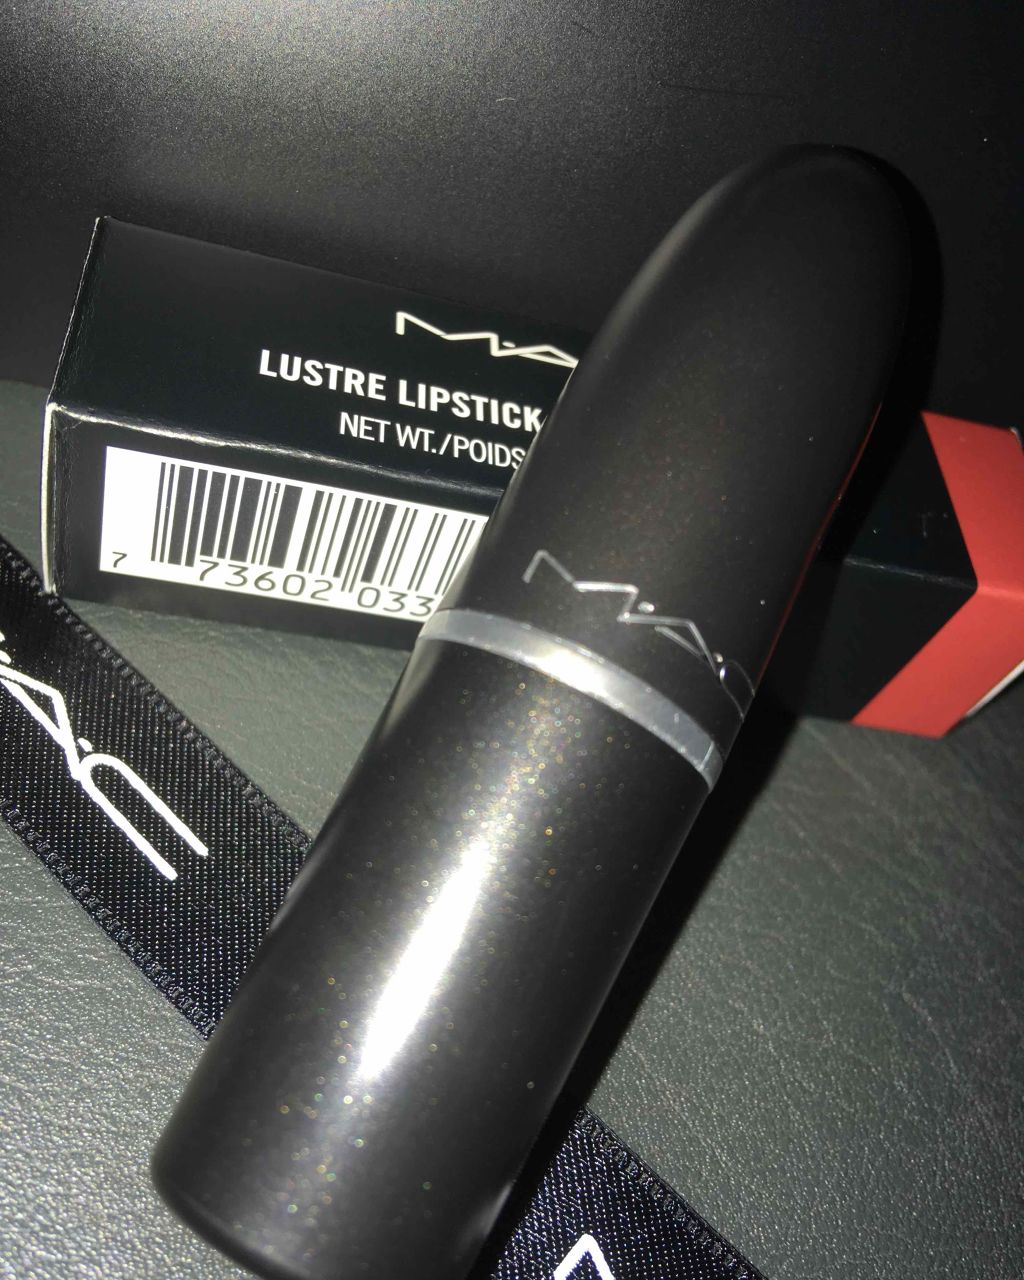 M·A
LUSTRE LIPSTICK
NET WT./POIDS
7 73602 033
M·A·C
M·A·C